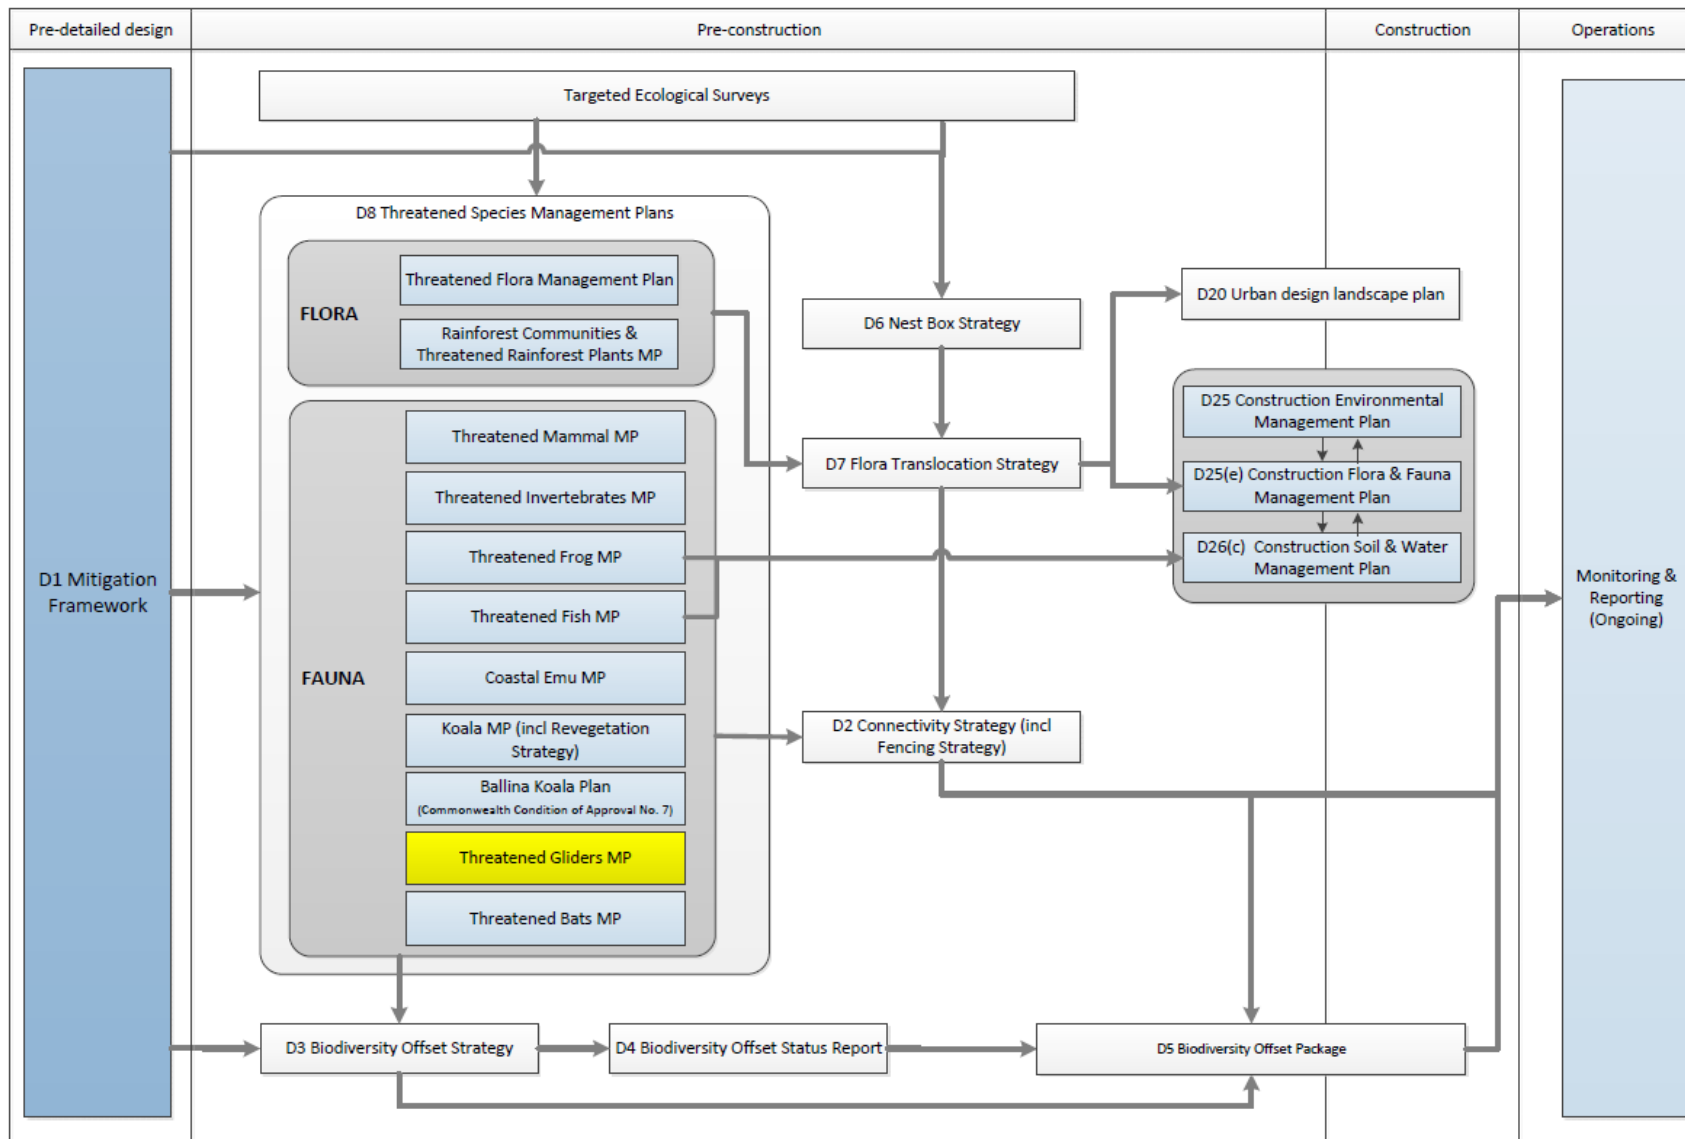 Pre-detailed design
Pre-construction
Construction
Operations
Targeted Ecological Surveys
D1 Mitigation
Framework
D8 Threatened Species Management Plans
FLORA
Threatened Flora Management Plan
Rainforest Communities &
Threatened Rainforest Plants MP
FAUNA
Threatened Mammal MP
Threatened Invertebrates MP
Threatened Frog MP
Threatened Fish MP
Coastal Emu MP
Koala MP (incl Revegetation
Strategy)
Ballina Koala Plan
(Commonwealth Condition of Approval No. 7)
Threatened Gliders MP
Threatened Bats MP
D6 Nest Box Strategy
D7 Flora Translocation Strategy
D2 Connectivity Strategy (incl
Fencing Strategy)
D20 Urban design landscape plan
D25 Construction Environmental
Management Plan
D25(e) Construction Flora & Fauna
Management Plan
D26(c) Construction Soil & Water
Management Plan
D3 Biodiversity Offset Strategy
D4 Biodiversity Offset Status Report
D5 Biodiversity Offset Package
Monitoring &
Reporting
(Ongoing)